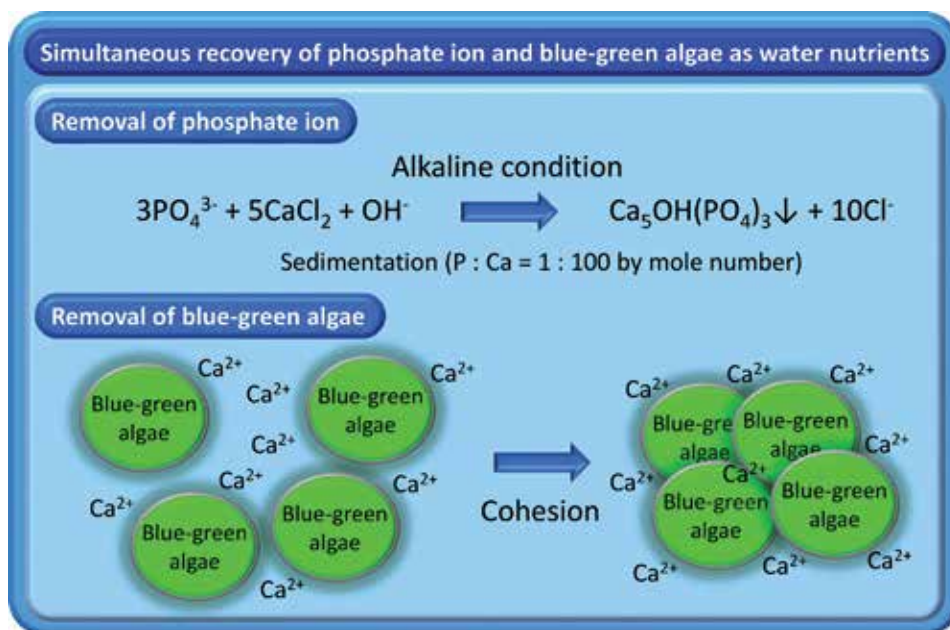 Simultaneous recovery of phosphate ion and blue-green algae as water nutrients
Removal of phosphate ion
Alkaline condition
3PO₄³⁻ + 5CaCl₂ + OH⁻ Ca₅OH(PO₄)₃↓ + 10Cl⁻
Sedimentation (P : Ca = 1 : 100 by mole number)
Removal of blue-green algae
Ca²⁺
Ca²⁺
Ca²⁺
Ca²⁺
Ca²⁺
Ca²⁺
Ca²⁺
Ca²⁺
Blue-green
algae
Blue-green
algae
Blue-green
algae
Blue-green
algae
Cohesion
Ca²⁺
Ca²⁺
Ca²⁺
Ca²⁺
Ca²⁺
Ca²⁺
Ca²⁺
Ca²⁺
Ca²⁺
Blue-gree
algae
Blue-green
algae
Blue-green
algae
Blue-green
algae